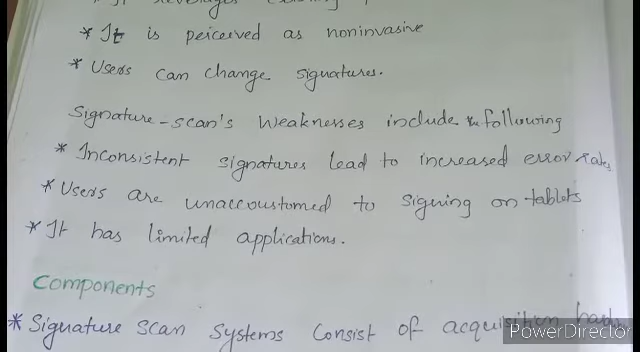 * It is perceived as noninvasive
* Users can change signatures.
Signature-scan's Weaknesses include the following
* Inconsistent signatures lead to increased error rates
* Users are unaccoustomed to signing on tablets
* It has limited applications.
Components
* Signature scan systems consist of acquisition
PowerDirector